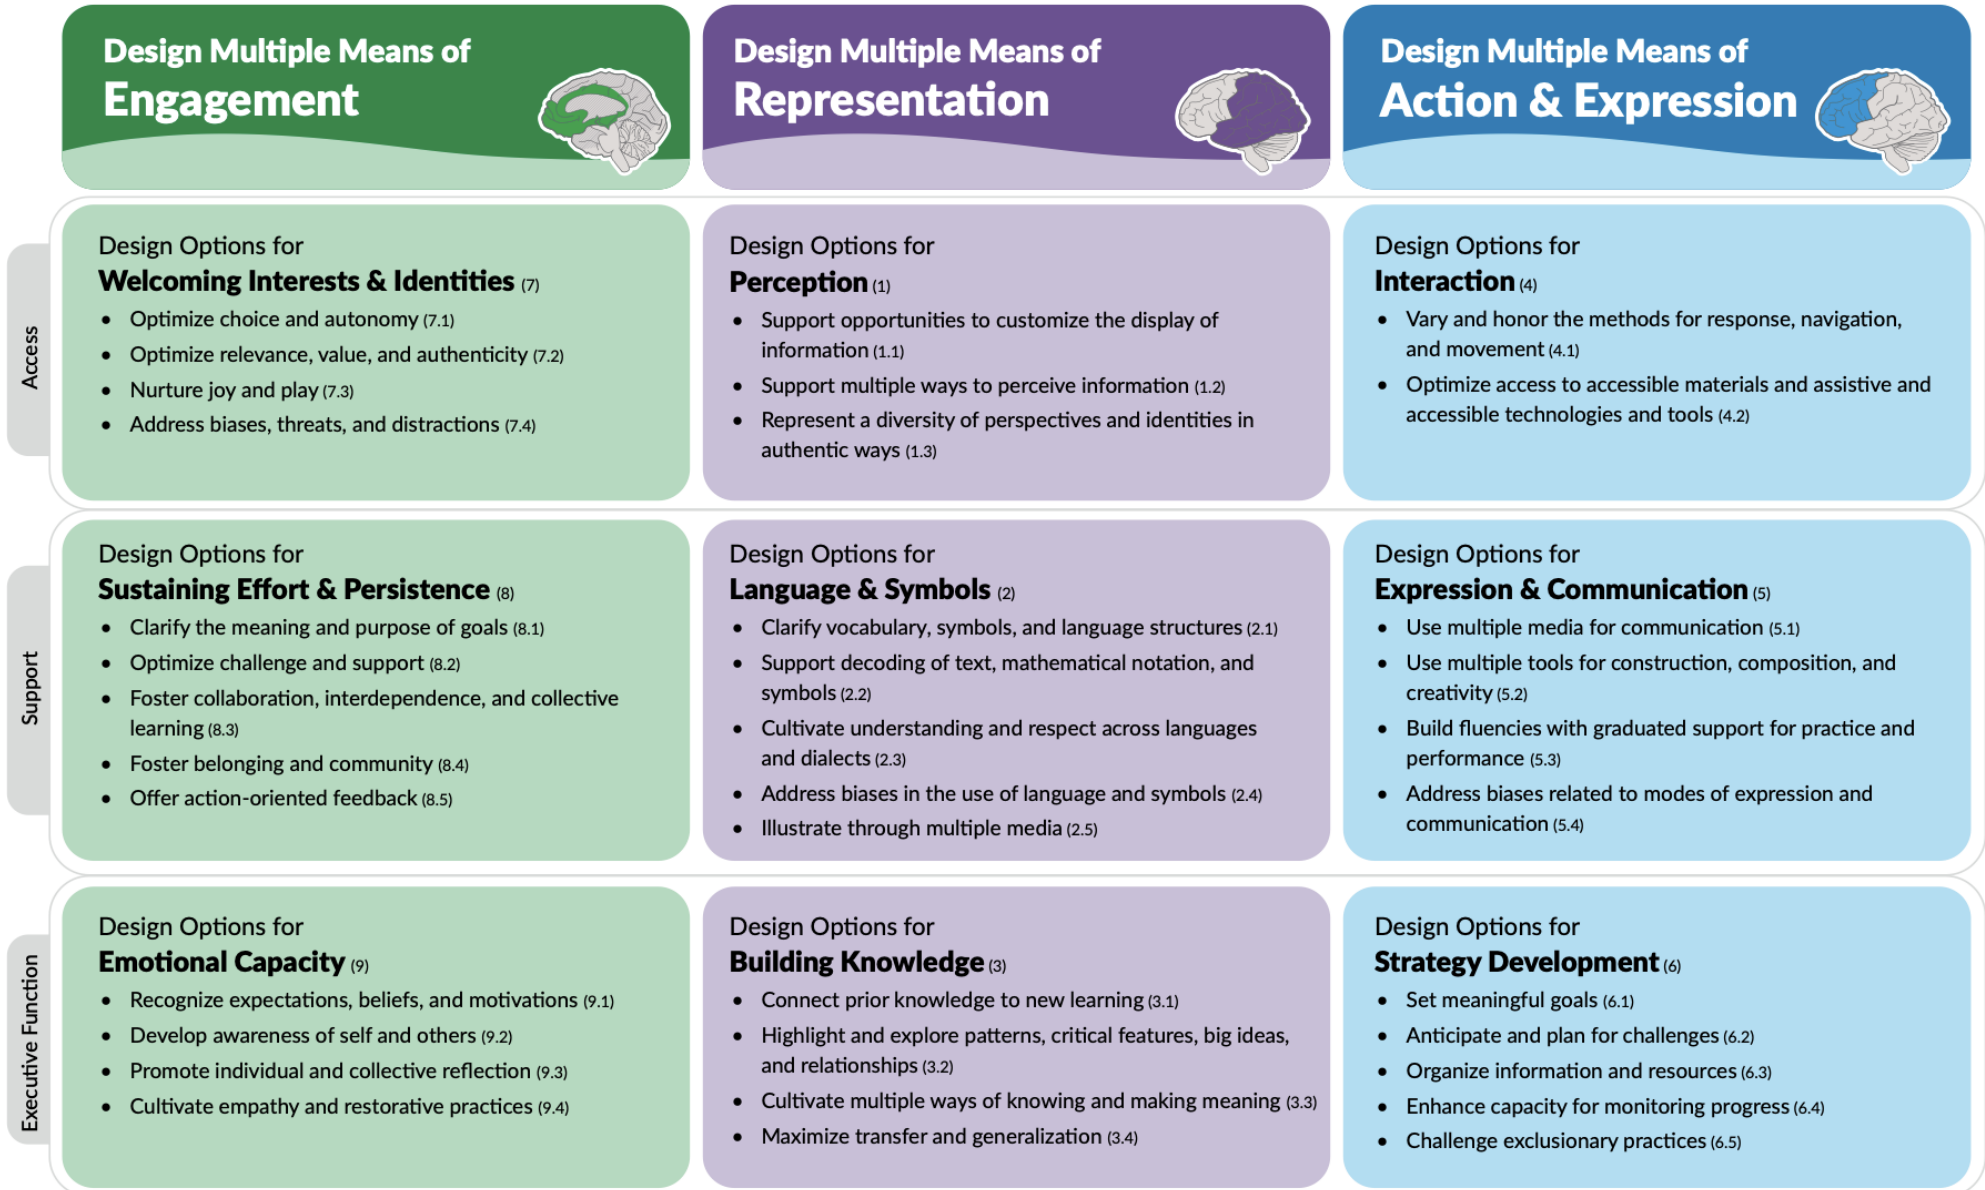 Design Multiple Means of
Engagement
Design Multiple Means of
Representation
Design Multiple Means of
Action & Expression
Access
Design Options for
Welcoming Interests & Identities (7)
• Optimize choice and autonomy (7.1)
• Optimize relevance, value, and authenticity (7.2)
• Nurture joy and play (7.3)
• Address biases, threats, and distractions (7.4)
Design Options for
Perception (1)
• Support opportunities to customize the display of
information (1.1)
• Support multiple ways to perceive information (1.2)
• Represent a diversity of perspectives and identities in
authentic ways (1.3)
Design Options for
Interaction (4)
• Vary and honor the methods for response, navigation,
and movement (4.1)
• Optimize access to accessible materials and assistive and
accessible technologies and tools (4.2)
Support
Design Options for
Sustaining Effort & Persistence (8)
• Clarify the meaning and purpose of goals (8.1)
• Optimize challenge and support (8.2)
• Foster collaboration, interdependence, and collective
learning (8.3)
• Foster belonging and community (8.4)
• Offer action-oriented feedback (8.5)
Design Options for
Language & Symbols (2)
• Clarify vocabulary, symbols, and language structures (2.1)
• Support decoding of text, mathematical notation, and
symbols (2.2)
• Cultivate understanding and respect across languages
and dialects (2.3)
• Address biases in the use of language and symbols (2.4)
• Illustrate through multiple media (2.5)
Design Options for
Expression & Communication (5)
• Use multiple media for communication (5.1)
• Use multiple tools for construction, composition, and
creativity (5.2)
• Build fluencies with graduated support for practice and
performance (5.3)
• Address biases related to modes of expression and
communication (5.4)
Executive Function
Design Options for
Emotional Capacity (9)
• Recognize expectations, beliefs, and motivations (9.1)
• Develop awareness of self and others (9.2)
• Promote individual and collective reflection (9.3)
• Cultivate empathy and restorative practices (9.4)
Design Options for
Building Knowledge (3)
• Connect prior knowledge to new learning (3.1)
• Highlight and explore patterns, critical features, big ideas,
and relationships (3.2)
• Cultivate multiple ways of knowing and making meaning (3.3)
• Maximize transfer and generalization (3.4)
Design Options for
Strategy Development (6)
• Set meaningful goals (6.1)
• Anticipate and plan for challenges (6.2)
• Organize information and resources (6.3)
• Enhance capacity for monitoring progress (6.4)
• Challenge exclusionary practices (6.5)